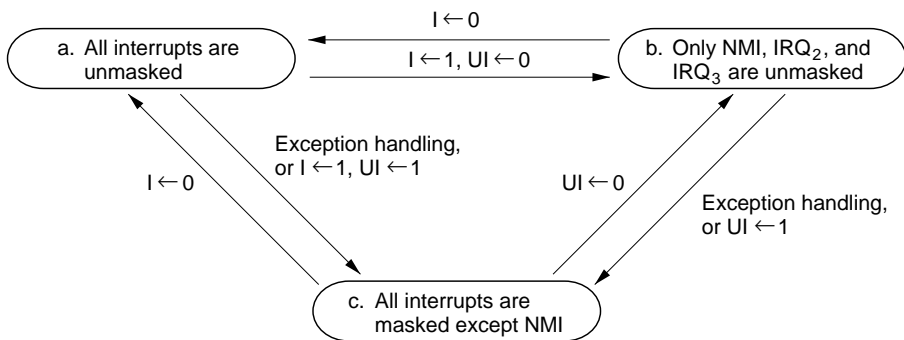 I ← 0
a. All interrupts are
unmasked
I ← 1, UI ← 0
b. Only NMI, IRQ2, and
IRQ3 are unmasked
Exception handling,
or I ← 1, UI ← 1
I ← 0
UI ← 0
Exception handling,
or UI ← 1
c. All interrupts are
masked except NMI